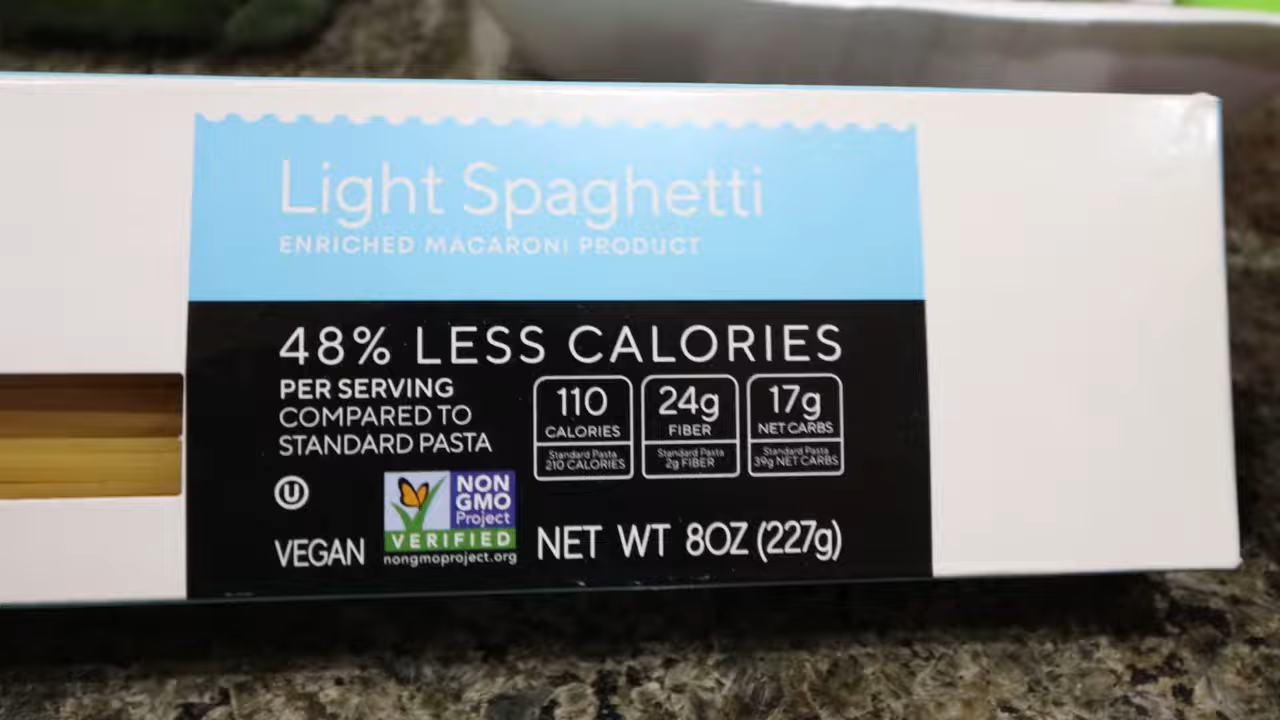 Light Spaghetti
ENRICHED MACARONI PRODUCT
48% LESS CALORIES
PER SERVING
COMPARED TO
STANDARD PASTA
110
CALORIES
Standard Pasta
210 CALORIES
24g
FIBER
Standard Pasta
2g FIBER
17g
NET CARBS
Standard Pasta
39g NET CARBS
U
VEGAN
NON
GMO
Project
VERIFIED
nongmoproject.org
NET WT 8OZ (227g)